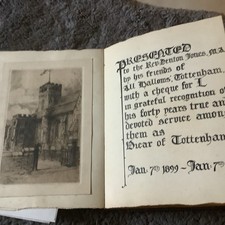 PRESENTED
to the Rev. Denton Jones, M.A.
by his friends of
All Hallows', Tottenham,
with a cheque for £
in grateful recognition of
his forty years true and
devoted service among
them as
Vicar of Tottenham
Jan. 7th 1899 ~ Jan. 7th